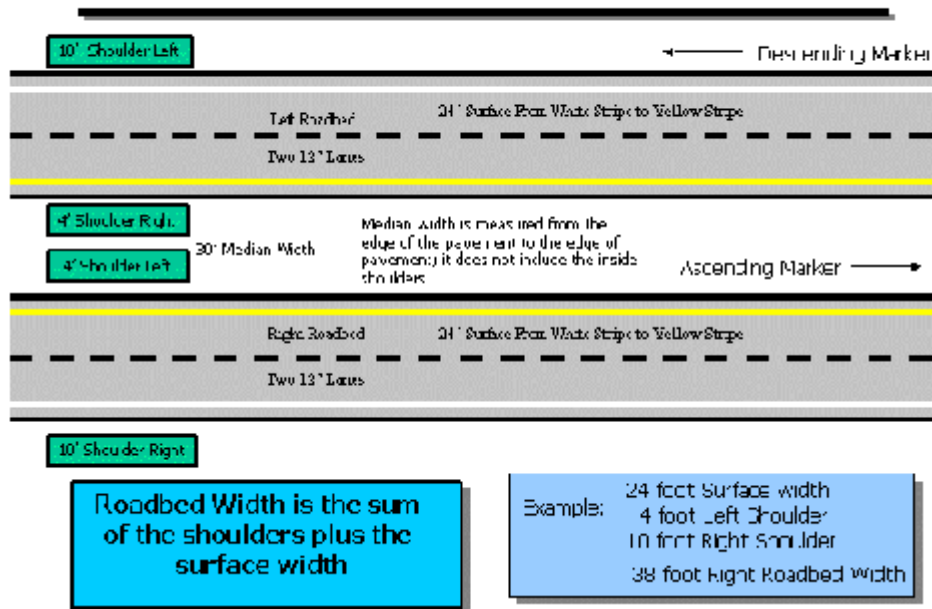 10' Shoulder Left
Descending Marker
Left Roadbed
24' Surface From White Stripe to Yellow Stripe
Two 12' Lanes
4' Shoulder Right
4' Shoulder Left
30' Median Width
Median width is measured from the
edge of the pavement to the edge of
pavement; it does not include the inside
shoulders
Ascending Marker
Right Roadbed
24' Surface From White Stripe to Yellow Stripe
Two 12' Lanes
10' Shoulder Right
Roadbed Width is the sum
of the shoulders plus the
surface width
Example:
24 foot Surface width
4 foot Left Shoulder
10 foot Right Shoulder
38 foot Right Roadbed Width